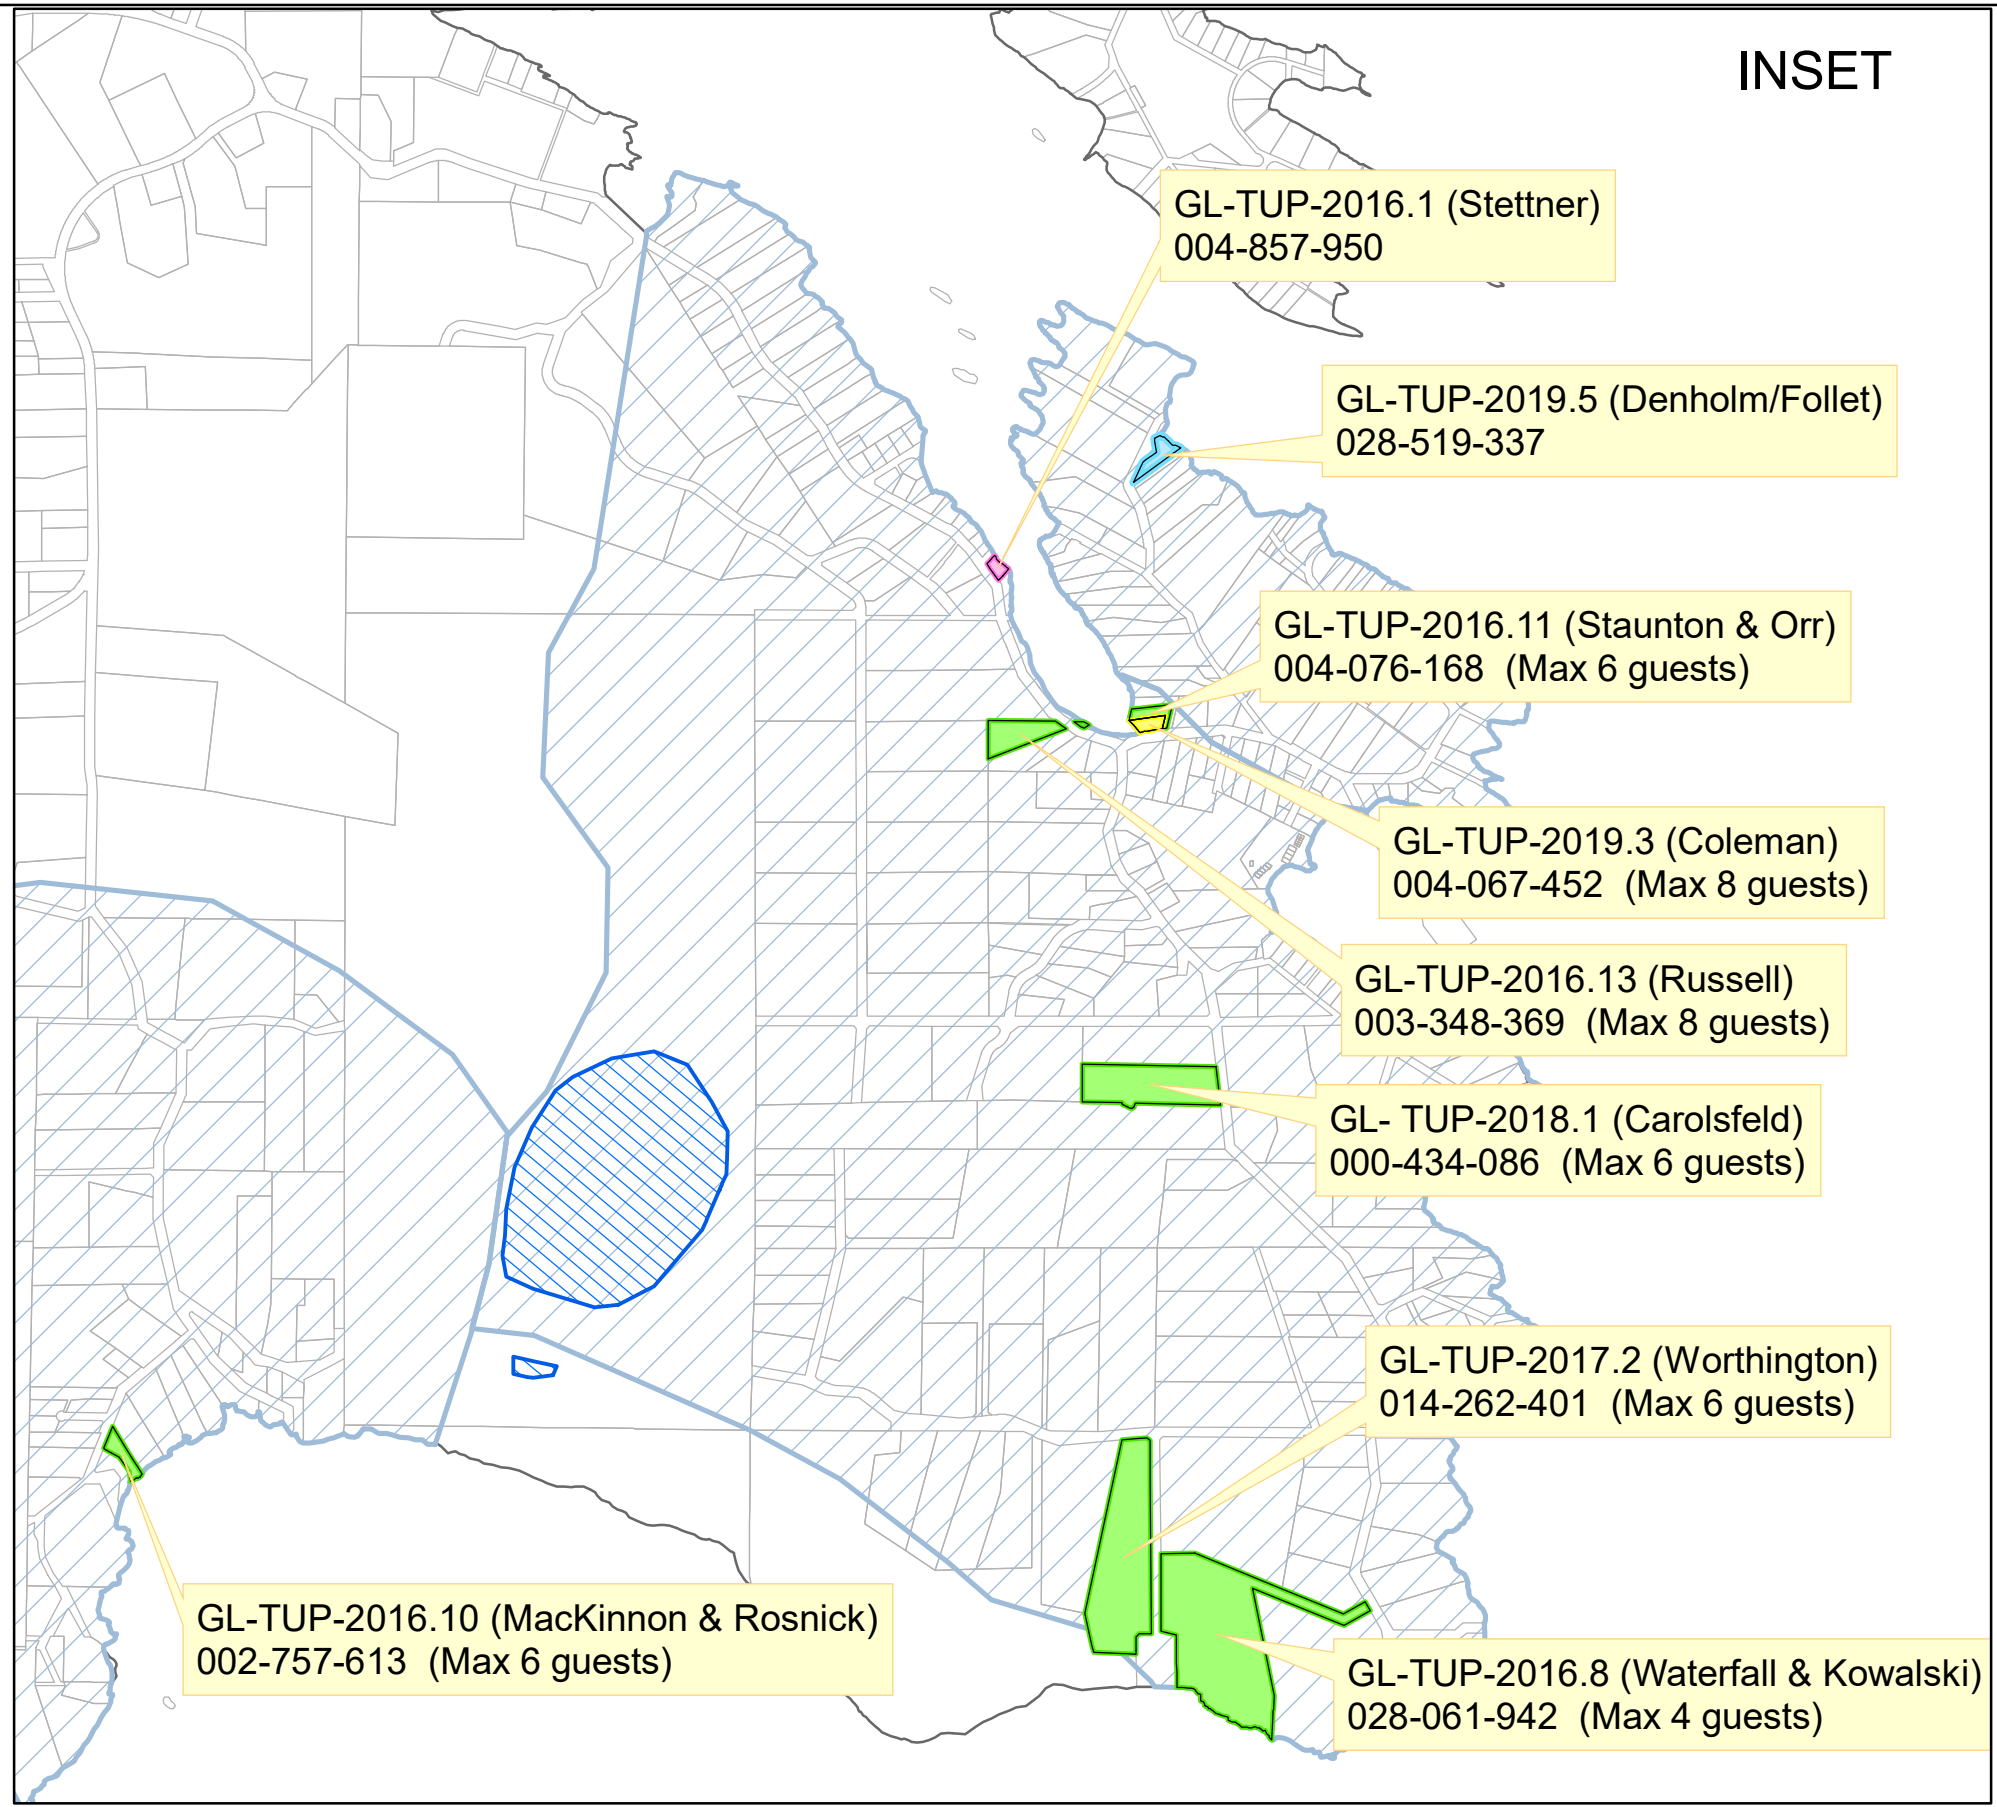 INSET
GL-TUP-2016.1 (Stettner)
004-857-950
GL-TUP-2019.5 (Denholm/Follet)
028-519-337
GL-TUP-2016.11 (Staunton & Orr)
004-076-168 (Max 6 guests)
GL-TUP-2019.3 (Coleman)
004-067-452 (Max 8 guests)
GL-TUP-2016.13 (Russell)
003-348-369 (Max 8 guests)
GL- TUP-2018.1 (Carolsfeld)
000-434-086 (Max 6 guests)
GL-TUP-2017.2 (Worthington)
014-262-401 (Max 6 guests)
GL-TUP-2016.10 (MacKinnon & Rosnick)
002-757-613 (Max 6 guests)
GL-TUP-2016.8 (Waterfall & Kowalski)
028-061-942 (Max 4 guests)